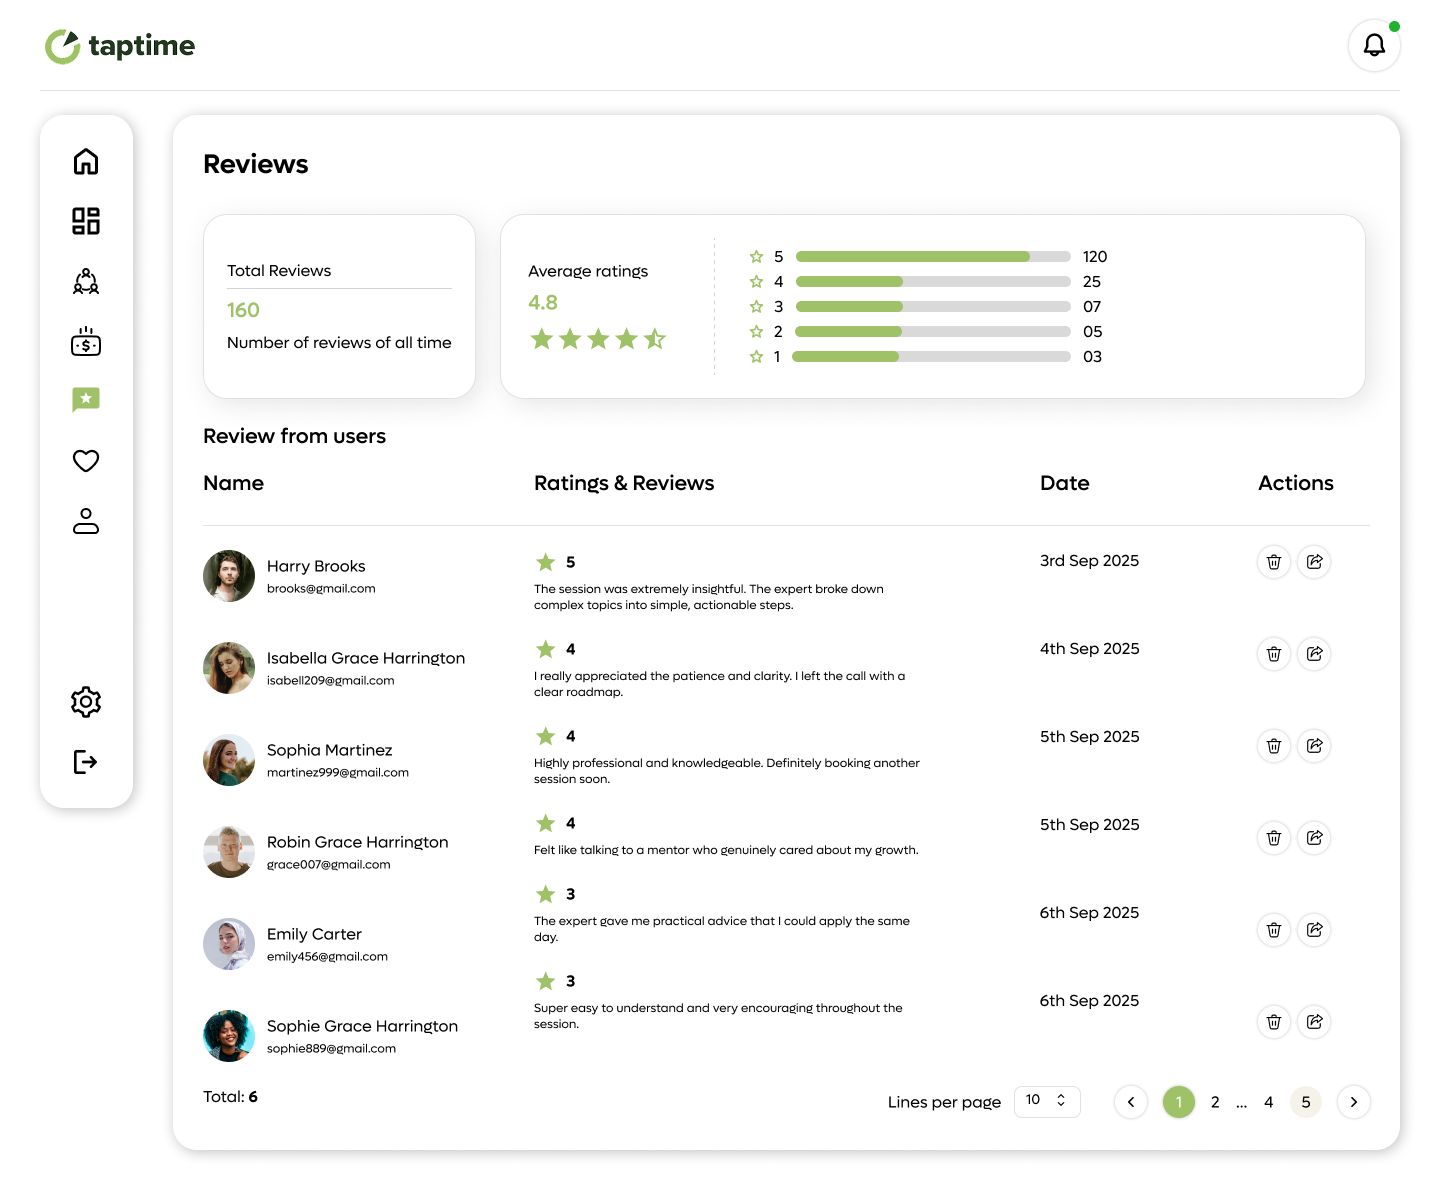 taptime
Reviews
Total Reviews
160
Number of reviews of all time
Average ratings
4.8
5 120
4 25
3 07
2 05
1 03
Review from users
Name Ratings & Reviews Date Actions
Harry Brooks
brooks@gmail.com
5
The session was extremely insightful. The expert broke down
complex topics into simple, actionable steps.
3rd Sep 2025
Isabella Grace Harrington
isabell209@gmail.com
4
I really appreciated the patience and clarity. I left the call with a
clear roadmap.
4th Sep 2025
Sophia Martinez
martinez999@gmail.com
4
Highly professional and knowledgeable. Definitely booking another
session soon.
5th Sep 2025
Robin Grace Harrington
grace007@gmail.com
4
Felt like talking to a mentor who genuinely cared about my growth.
5th Sep 2025
Emily Carter
emily456@gmail.com
3
The expert gave me practical advice that I could apply the same
day.
6th Sep 2025
Sophie Grace Harrington
sophie889@gmail.com
3
Super easy to understand and very encouraging throughout the
session.
6th Sep 2025
Total: 6
Lines per page 10 1 2 ... 4 5